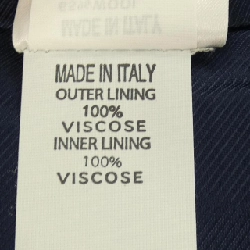 MADE IN ITALY
OUTER LINING
100%
VISCOSE
INNER LINING
100%
VISCOSE